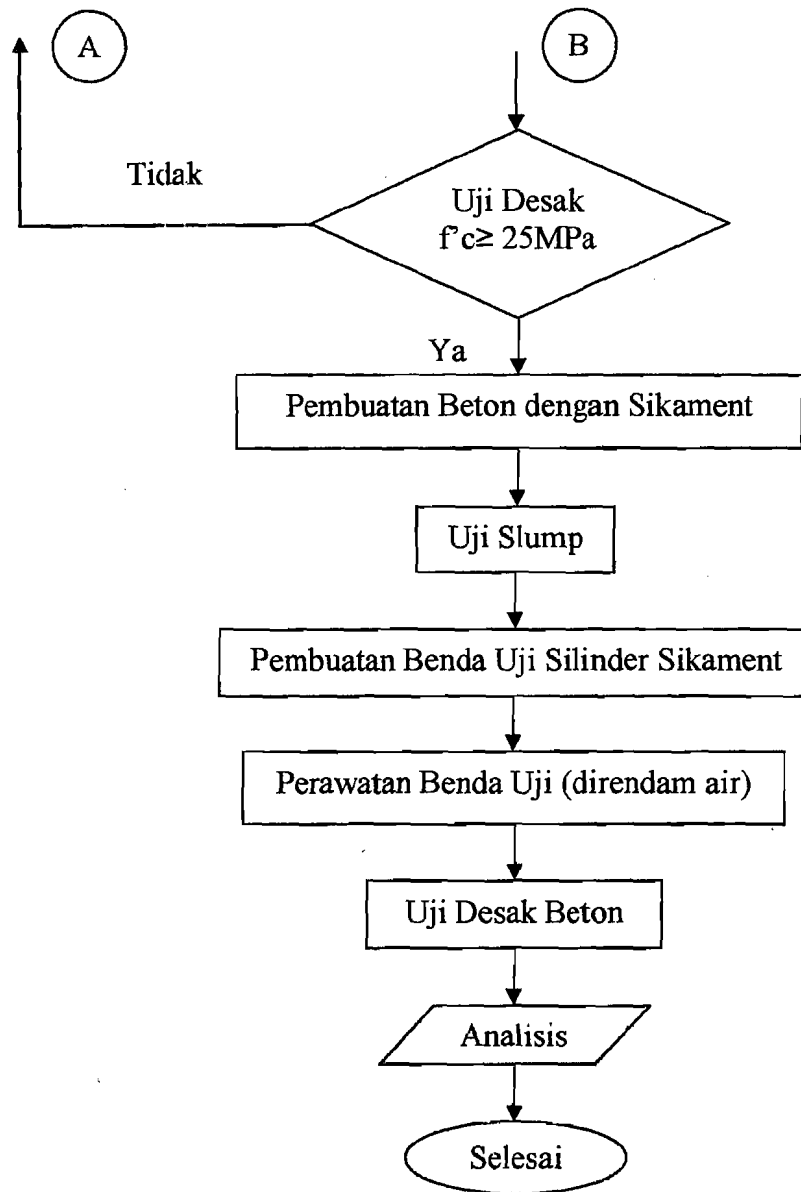 A
B
Tidak
Uji Desak
f'c≥ 25MPa
Ya
Pembuatan Beton dengan Sikament
Uji Slump
Pembuatan Benda Uji Silinder Sikament
Perawatan Benda Uji (direndam air)
Uji Desak Beton
Analisis
Selesai